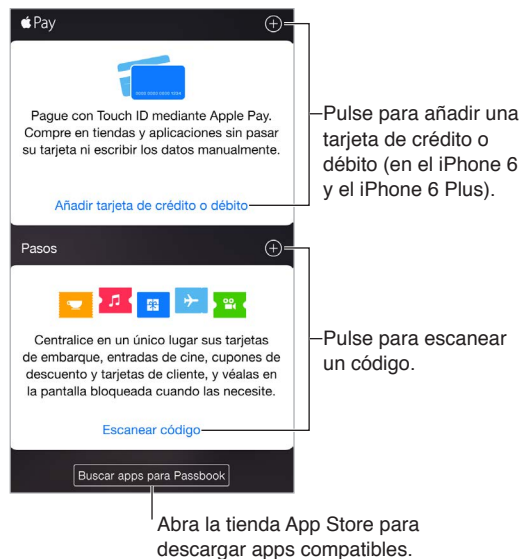 Pay
Pague con Touch ID mediante Apple Pay.
Compre en tiendas y aplicaciones sin pasar
su tarjeta ni escribir los datos manualmente.
Añadir tarjeta de crédito o débito
Pulse para añadir una
tarjeta de crédito o
débito (en el iPhone 6
y el iPhone 6 Plus).
Pasos
Centralice en un único lugar sus tarjetas
de embarque, entradas de cine, cupones de
descuento y tarjetas de cliente, y véalas en
la pantalla bloqueada cuando las necesite.
Escanear código
Pulse para escanear
un código.
Buscar apps para Passbook
Abra la tienda App Store para
descargar apps compatibles.